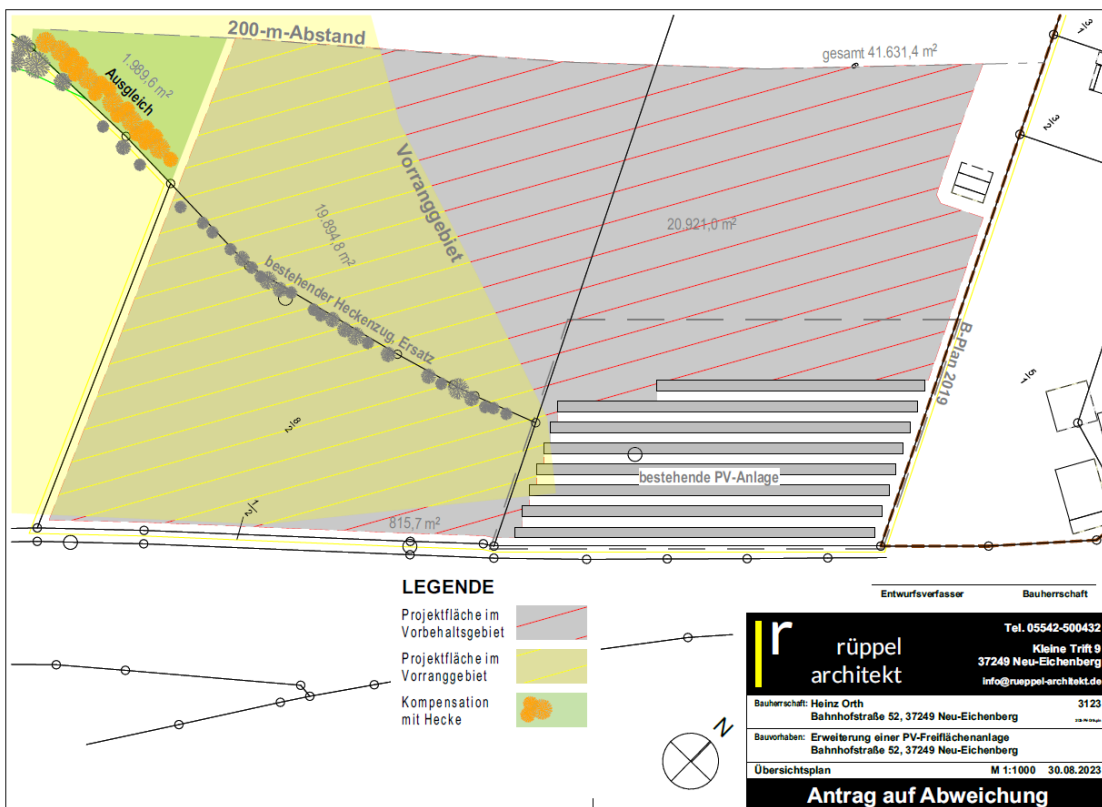 200-m-Abstand
gesamt 41.631,4 m²
6
1.989,6 m²
Ausgleich
Vorranggebiet
19.894,8 m²
20.921,0 m²
bestehender Heckenzug, Ersatz
B-Plan 2019
bestehende PV-Anlage
815,7 m²
LEGENDE
Projektfläche im
Vorbehaltsgebiet
Projektfläche im
Vorranggebiet
Kompensation
mit Hecke
N
Entwurfsverfasser Bauherrschaft
r
rüppel
architekt
Tel. 05542-500432
Kleine Trift 9
37249 Neu-Eichenberg
info@rueppel-architekt.de
Bauherrschaft: Heinz Orth 3123
Bahnhofstraße 52, 37249 Neu-Eichenberg
Bauvorhaben: Erweiterung einer PV-Freiflächenanlage
Bahnhofstraße 52, 37249 Neu-Eichenberg
Übersichtsplan M 1:1000 30.08.2023
Antrag auf Abweichung